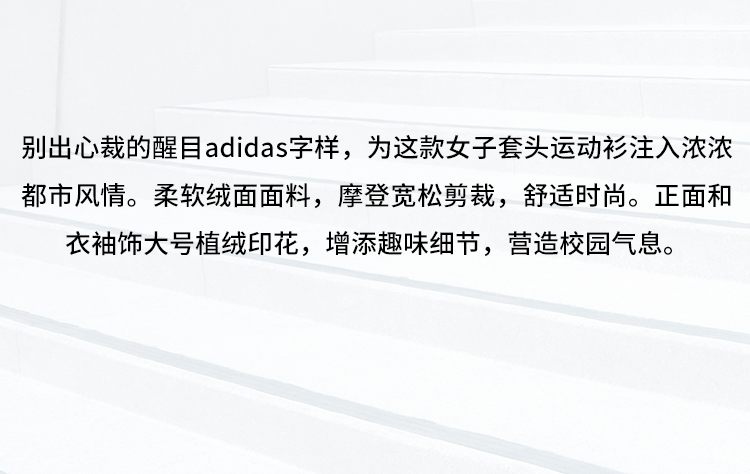 别出心裁的醒目adidas字样，为这款女子套头运动衫注入浓浓
都市风情。柔软绒面面料，摩登宽松剪裁，舒适时尚。正面和
衣袖饰大号植绒印花，增添趣味细节，营造校园气息。